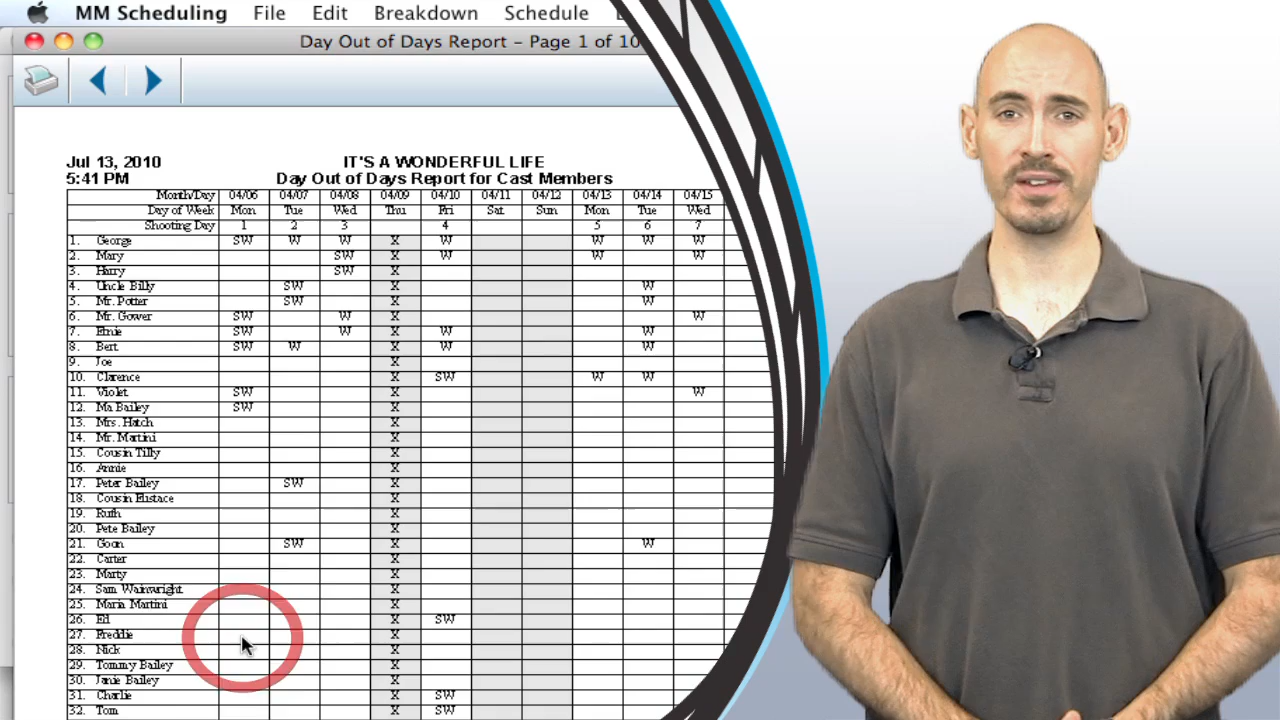 MM Scheduling File Edit Breakdown Schedule
Day Out of Days Report – Page 1 of 10
Jul 13, 2010 IT'S A WONDERFUL LIFE
5:41 PM Day Out of Days Report for Cast Members
Month/Day 04/06 04/07 04/08 04/09 04/10 04/11 04/12 04/13 04/14 04/15
Day of Week Mon Tue Wed Thu Fri Sat Sun Mon Tue Wed
Shooting Day 1 2 3 4 5 6 7
1. George SW W W X W W W W
2. Mary SW X W W W
3. Harry SW X
4. Uncle Billy SW X W
5. Mr. Potter SW X W
6. Mr. Gower SW W X W
7. Ernie SW W X W W
8. Bert SW W X W W
9. Joe X
10. Clarence X SW W W
11. Violet SW X W
12. Ma Bailey SW X
13. Mrs. Hatch X
14. Mr. Martini X
15. Cousin Tilly X
16. Annie X
17. Peter Bailey SW X
18. Cousin Eustace X
19. Ruth X
20. Pete Bailey X
21. Goon SW X W
22. Carter X
23. Marty X
24. Sam Wainwright X
25. Maria Martini X
26. Ed X SW
27. Freddie X
28. Nick X
29. Tommy Bailey X
30. Janie Bailey X
31. Charlie X SW
32. Tom X SW